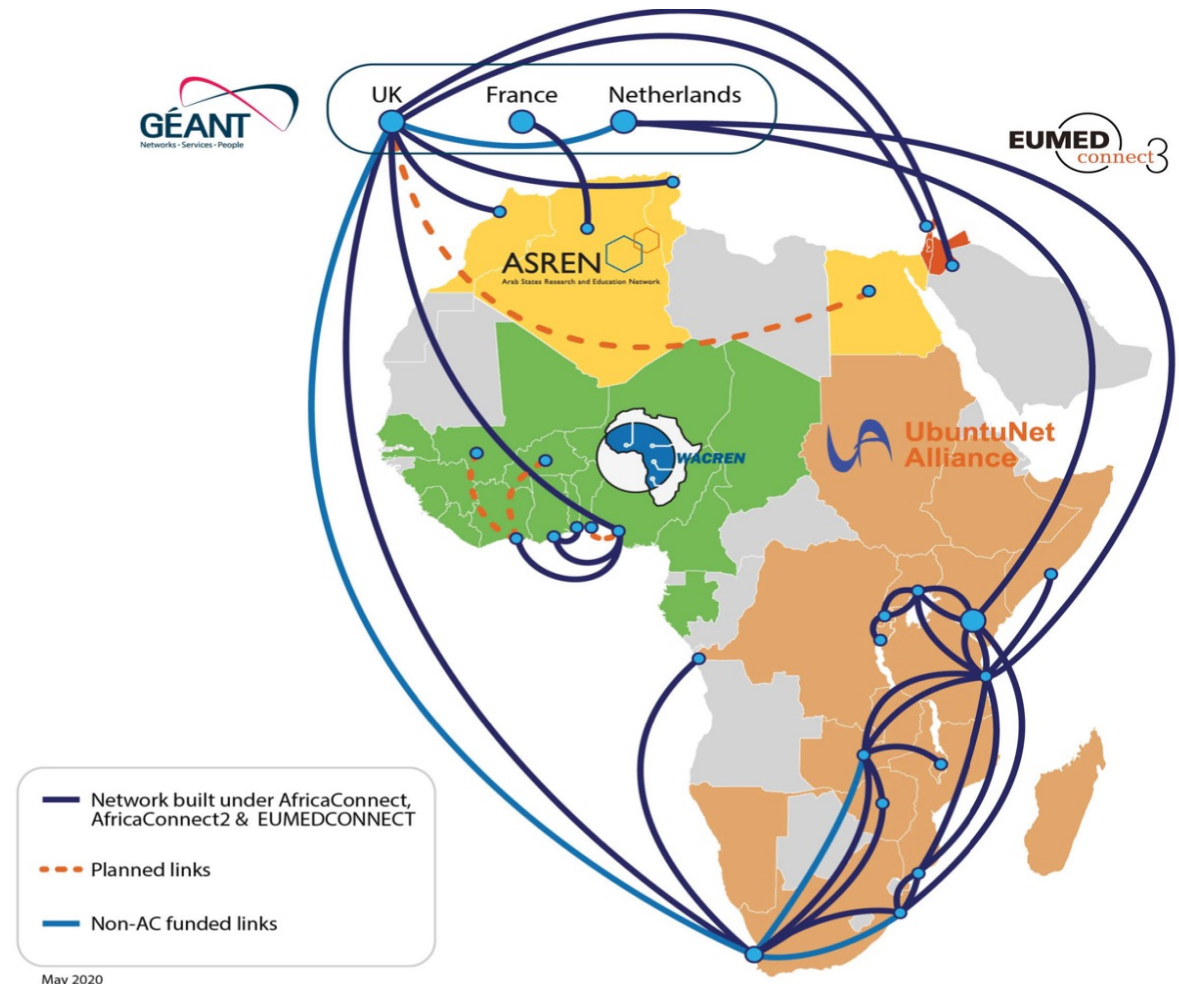 GÉANT
Networks • Services • People
UK
France
Netherlands
EUMED
connect3
ASREN
Arab States Research and Education Network
WACREN
UbuntuNet
Alliance
Network built under AfricaConnect,
AfricaConnect2 & EUMEDCONNECT
Planned links
Non-AC funded links
May 2020